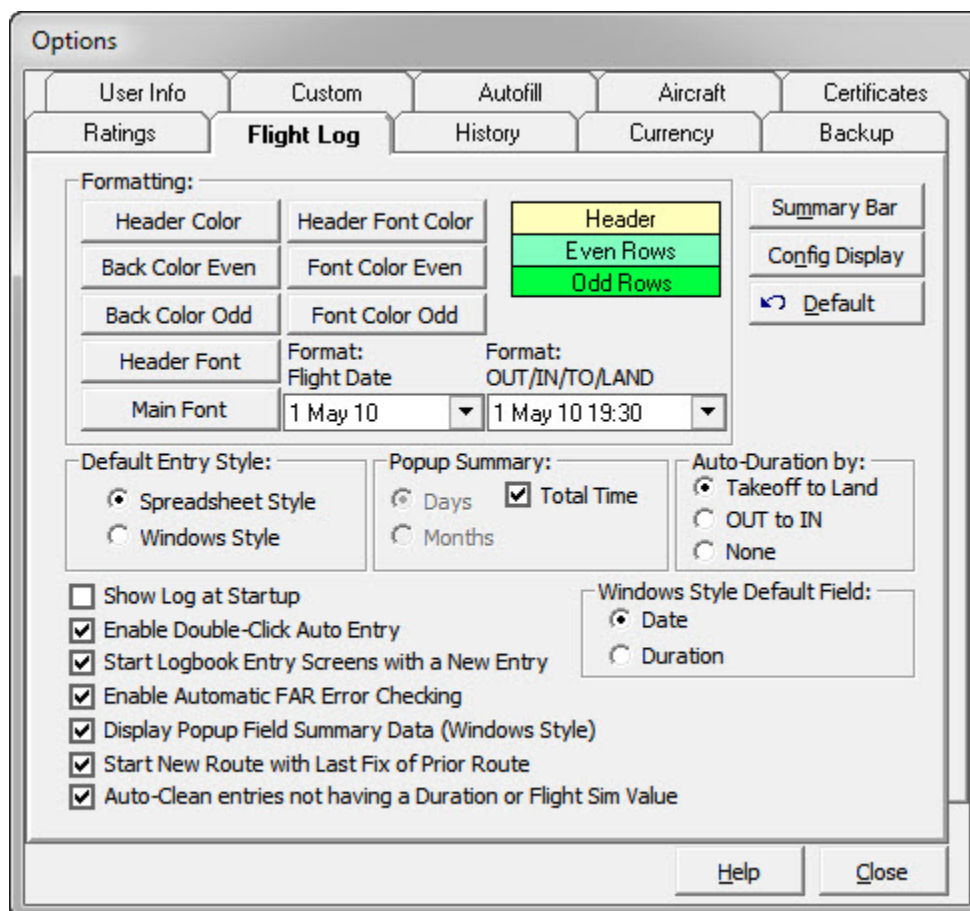 Options
User Info Custom Autofill Aircraft Certificates
Ratings Flight Log History Currency Backup
Formatting:
Header Color Header Font Color Header Summary Bar
Back Color Even Font Color Even Even Rows Config Display
Odd Rows
Back Color Odd Font Color Odd Default
Header Font
Format:
Flight Date
Format:
OUT/IN/TO/LAND
Main Font 1 May 10 1 May 10 19:30
Default Entry Style:
Spreadsheet Style
Windows Style
Popup Summary:
Days Total Time
Months
Auto-Duration by:
Takeoff to Land
OUT to IN
None
Show Log at Startup
Enable Double-Click Auto Entry
Start Logbook Entry Screens with a New Entry
Enable Automatic FAR Error Checking
Display Popup Field Summary Data (Windows Style)
Start New Route with Last Fix of Prior Route
Auto-Clean entries not having a Duration or Flight Sim Value
Windows Style Default Field:
Date
Duration
Help Close